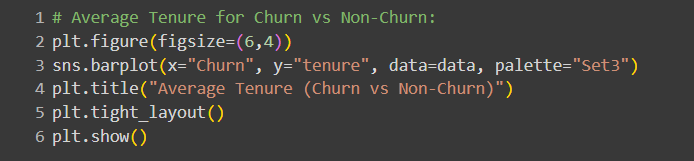 1 # Average Tenure for Churn vs Non-Churn:
2 plt.figure(figsize=(6,4))
3 sns.barplot(x="Churn", y="tenure", data=data, palette="Set3")
4 plt.title("Average Tenure (Churn vs Non-Churn)")
5 plt.tight_layout()
6 plt.show()